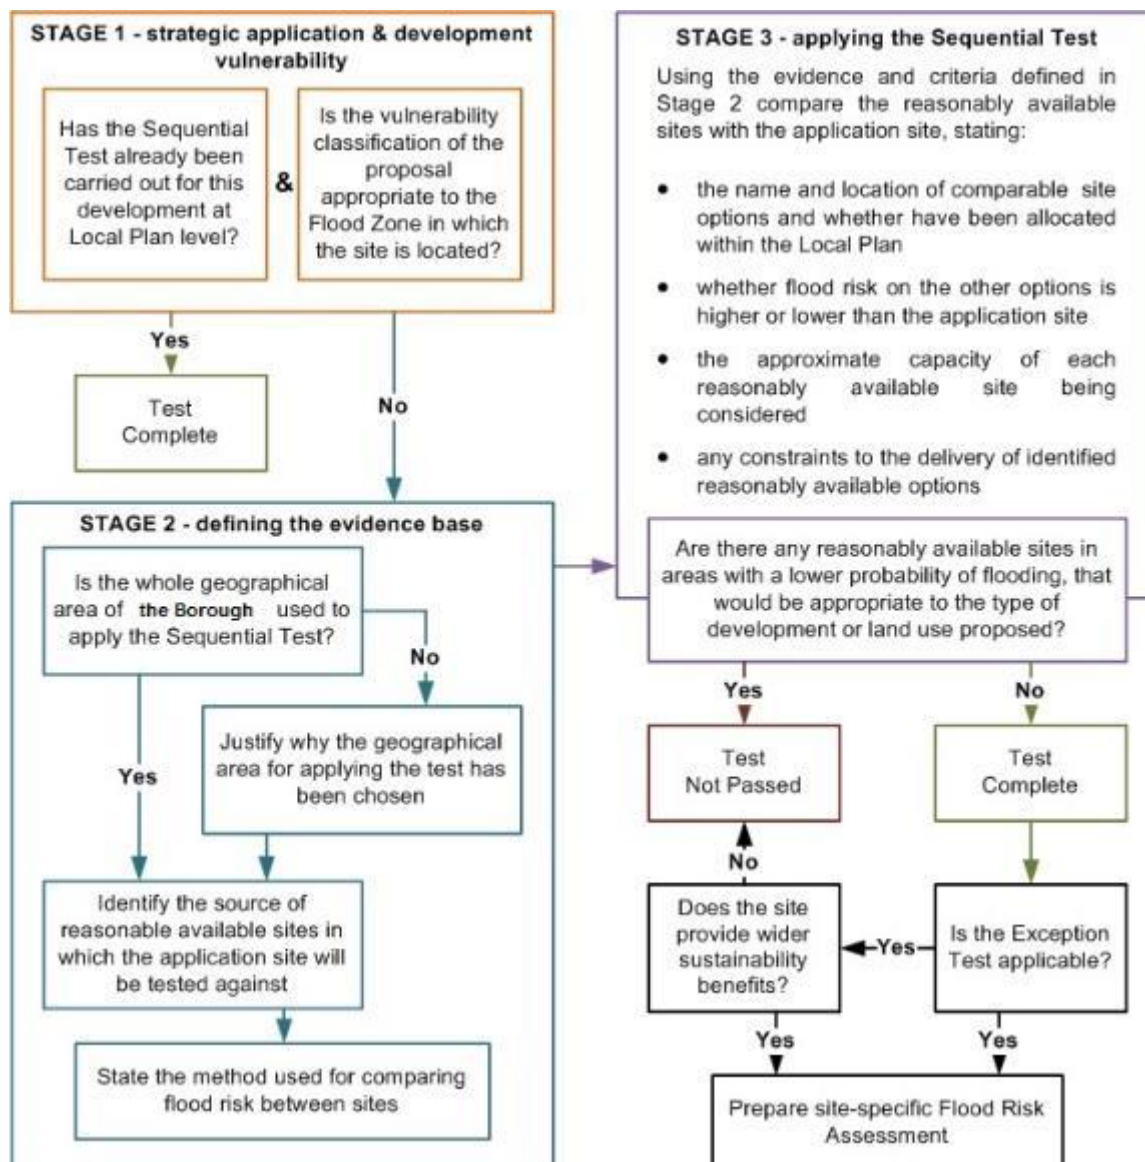 STAGE 1 - strategic application & development
vulnerability
Has the Sequential
Test already been
carried out for this
development at
Local Plan level?
&
Is the vulnerability
classification of the
proposal
appropriate to the
Flood Zone in which
the site is located?
Yes
No
Test
Complete
STAGE 2 - defining the evidence base
Is the whole geographical
area of the Borough used to
apply the Sequential Test?
No
Yes
Justify why the geographical
area for applying the test has
been chosen
Identify the source of
reasonable available sites in
which the application site will
be tested against
State the method used for comparing
flood risk between sites
STAGE 3 - applying the Sequential Test
Using the evidence and criteria defined in
Stage 2 compare the reasonably available
sites with the application site, stating:
• the name and location of comparable site
options and whether have been allocated
within the Local Plan
• whether flood risk on the other options is
higher or lower than the application site
• the approximate capacity of each
reasonably available site being
considered
• any constraints to the delivery of identified
reasonably available options
Are there any reasonably available sites in
areas with a lower probability of flooding, that
would be appropriate to the type of
development or land use proposed?
Yes
No
Test
Not Passed
Test
Complete
No
Does the site
provide wider
sustainability
benefits?
Yes
Is the Exception
Test applicable?
Yes
Yes
Prepare site-specific Flood Risk
Assessment